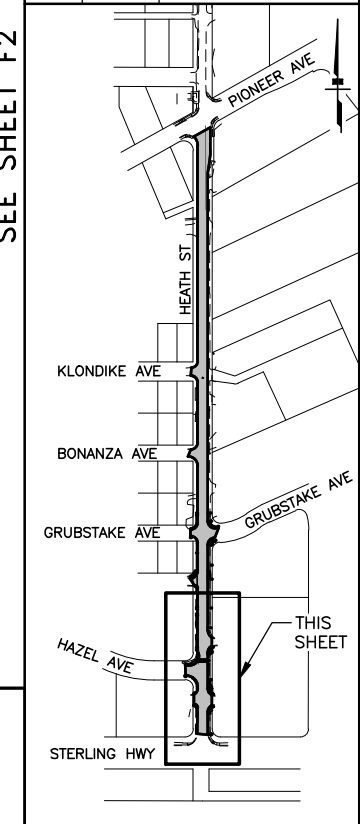 SEE SHEET F2
PIONEER AVE
HEATH ST
KLONDIKE AVE
BONANZA AVE
GRUBSTAKE AVE
GRUBSTAKE AVE
THIS
SHEET
HAZEL AVE
STERLING HWY